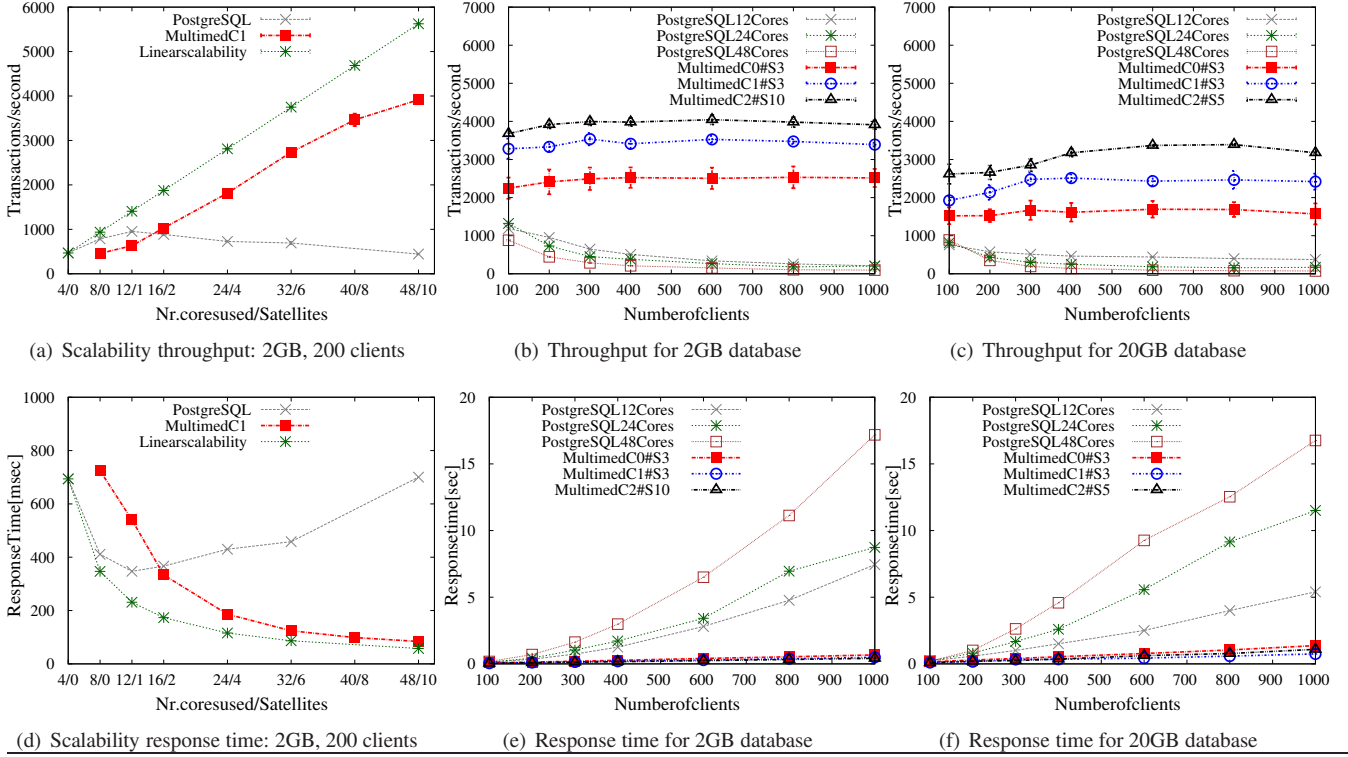 6000
5000
4000
3000
2000
1000
0
Transactions/second
PostgreSQL
MultimedC1
Linearscalability
4/0 8/0 12/1 16/2 24/4 32/6 40/8 48/10
Nr.coresused/Satellites
(a) Scalability throughput: 2GB, 200 clients
7000
6000
5000
4000
3000
2000
1000
0
Transactions/second
PostgreSQL12Cores
PostgreSQL24Cores
PostgreSQL48Cores
MultimedC0#S3
MultimedC1#S3
MultimedC2#S10
100 200 300 400 500 600 700 800 900 1000
Numberofclients
(b) Throughput for 2GB database
7000
6000
5000
4000
3000
2000
1000
0
Transactions/second
PostgreSQL12Cores
PostgreSQL24Cores
PostgreSQL48Cores
MultimedC0#S3
MultimedC1#S3
MultimedC2#S5
100 200 300 400 500 600 700 800 900 1000
Numberofclients
(c) Throughput for 20GB database
1000
800
600
400
200
0
ResponseTime[msec]
PostgreSQL
MultimedC1
Linearscalability
4/0 8/0 12/1 16/2 24/4 32/6 40/8 48/10
Nr.coresused/Satellites
(d) Scalability response time: 2GB, 200 clients
20
15
10
5
0
Responsetime[sec]
PostgreSQL12Cores
PostgreSQL24Cores
PostgreSQL48Cores
MultimedC0#S3
MultimedC1#S3
MultimedC2#S10
100 200 300 400 500 600 700 800 900 1000
Numberofclients
(e) Response time for 2GB database
20
15
10
5
0
Responsetime[sec]
PostgreSQL12Cores
PostgreSQL24Cores
PostgreSQL48Cores
MultimedC0#S3
MultimedC1#S3
MultimedC2#S5
100 200 300 400 500 600 700 800 900 1000
Numberofclients
(f) Response time for 20GB database